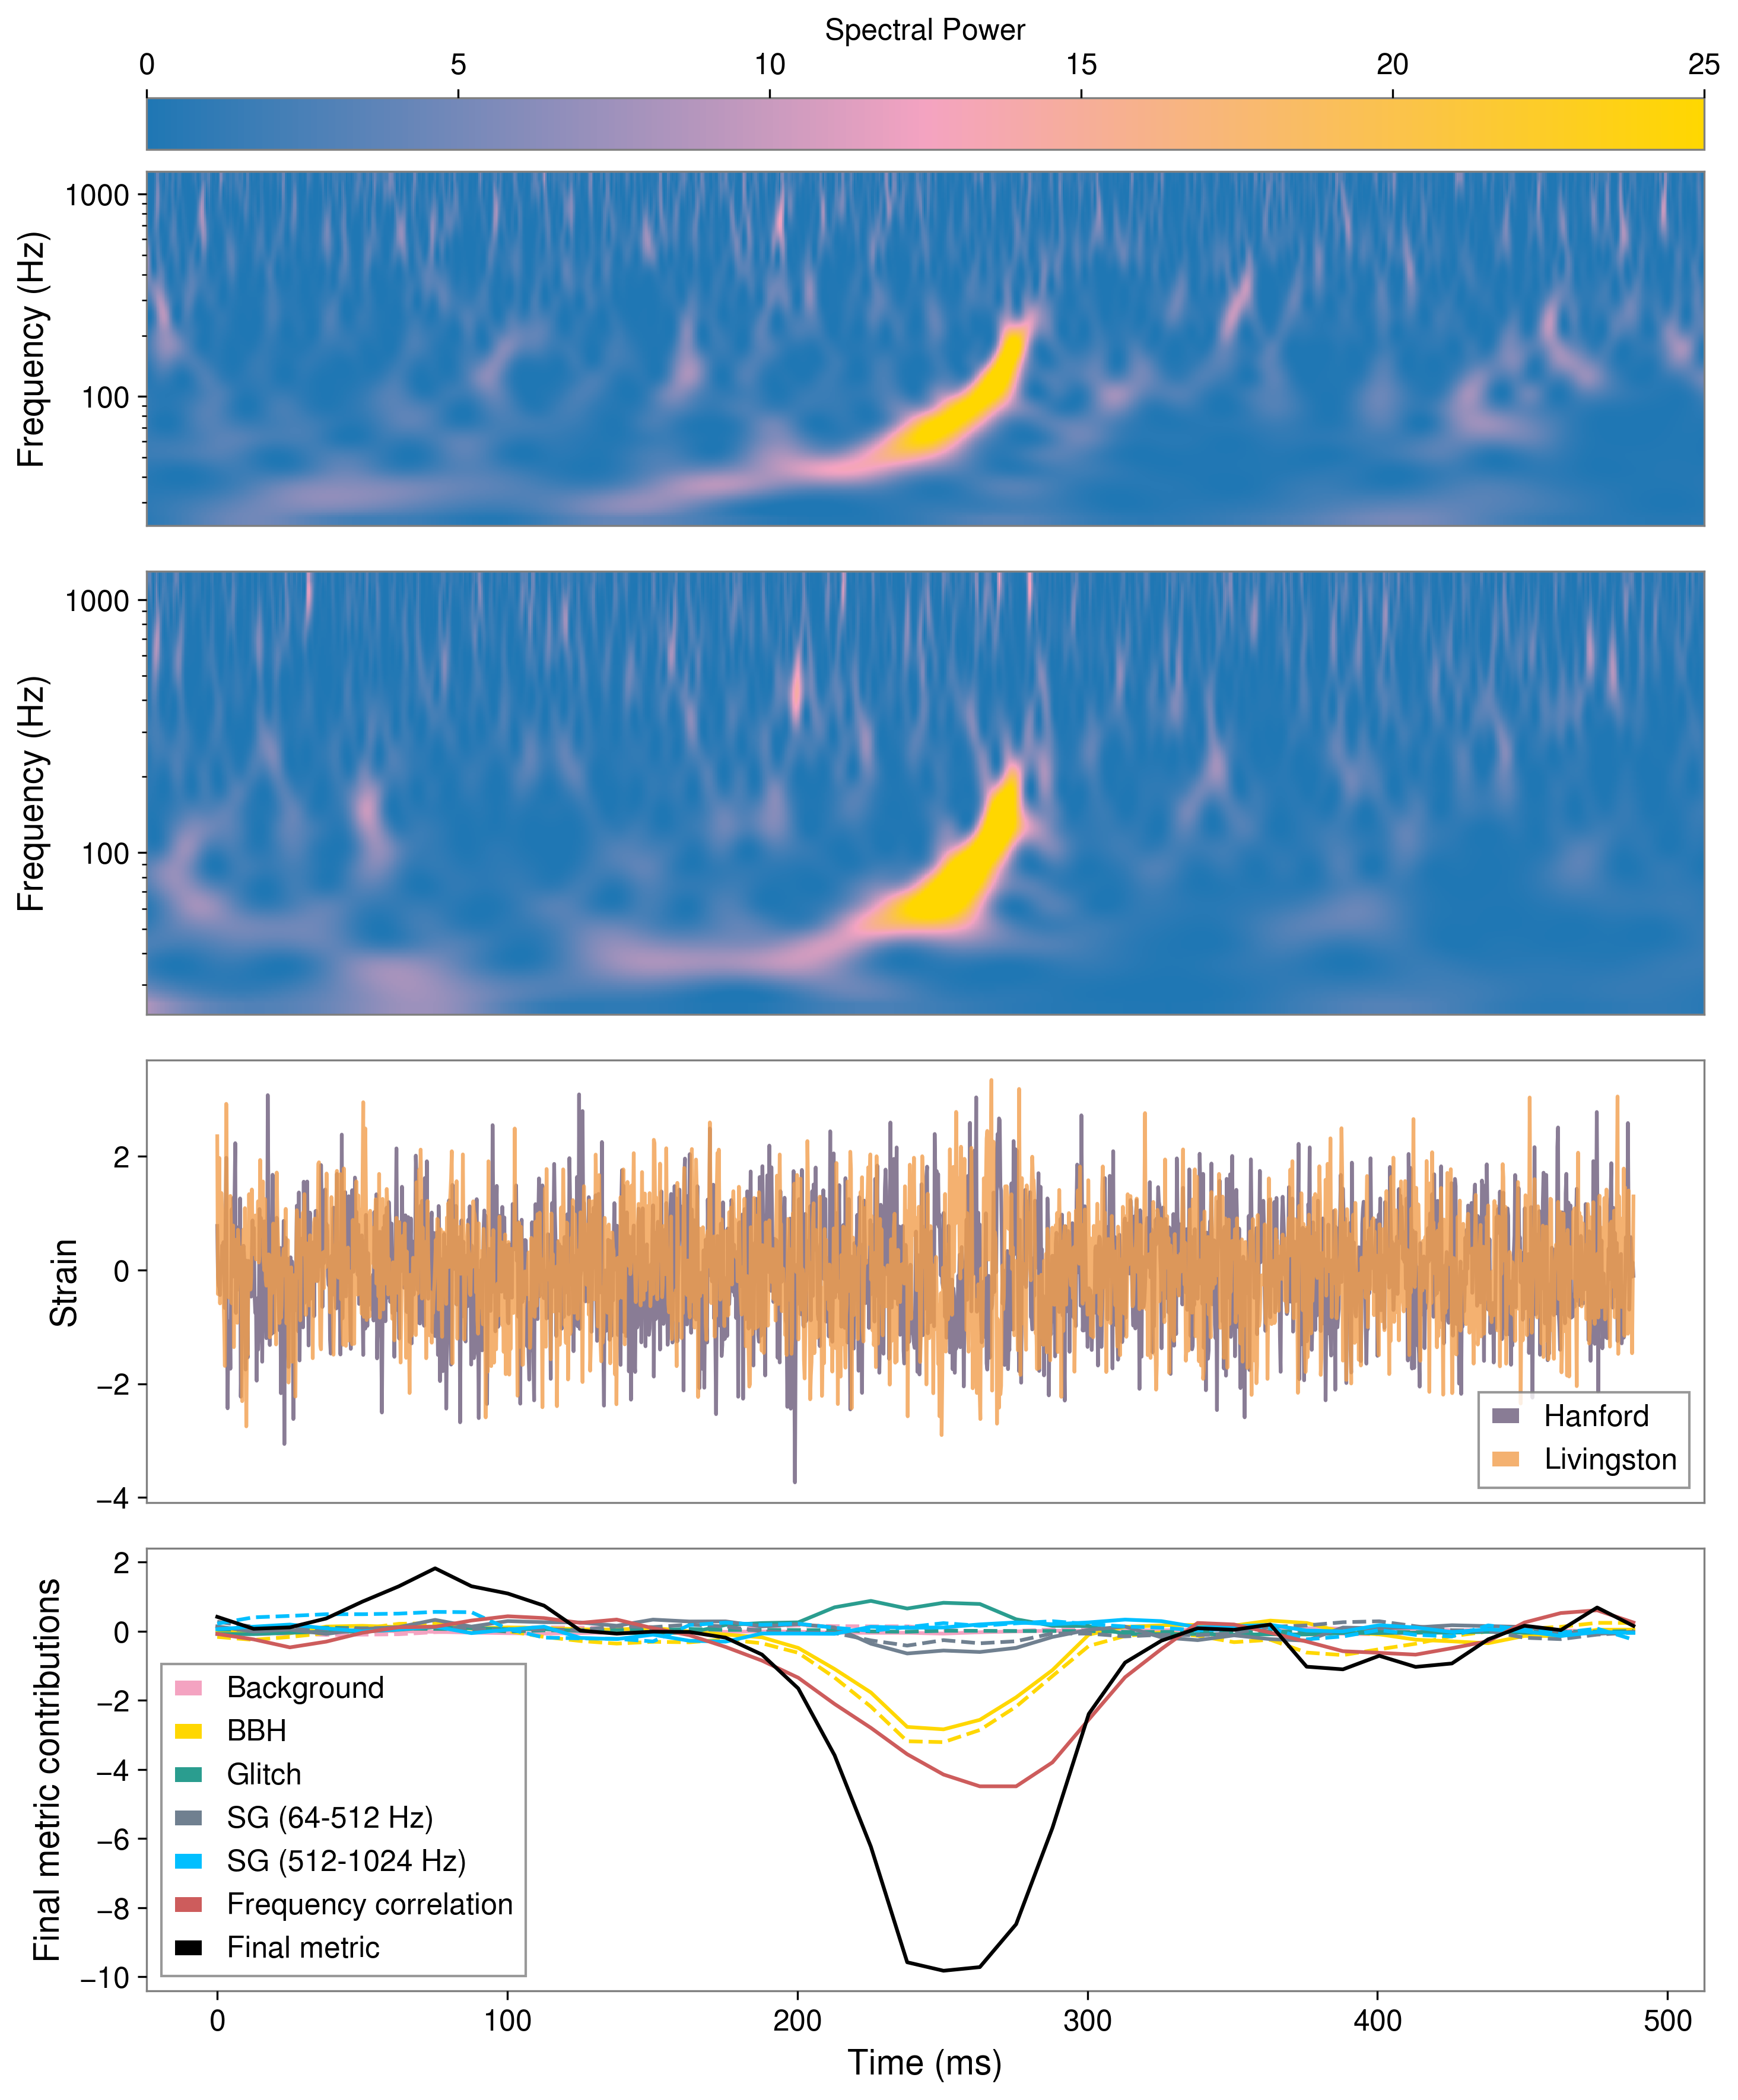 Spectral Power
0 5 10 15 20 25
1000
100
Frequency (Hz)
1000
100
Frequency (Hz)
2
0
−2
−4
Strain
Hanford
Livingston
2
0
−2
−4
−6
−8
−10
Final metric contributions
Background
BBH
Glitch
SG (64-512 Hz)
SG (512-1024 Hz)
Frequency correlation
Final metric
0 100 200 300 400 500
Time (ms)